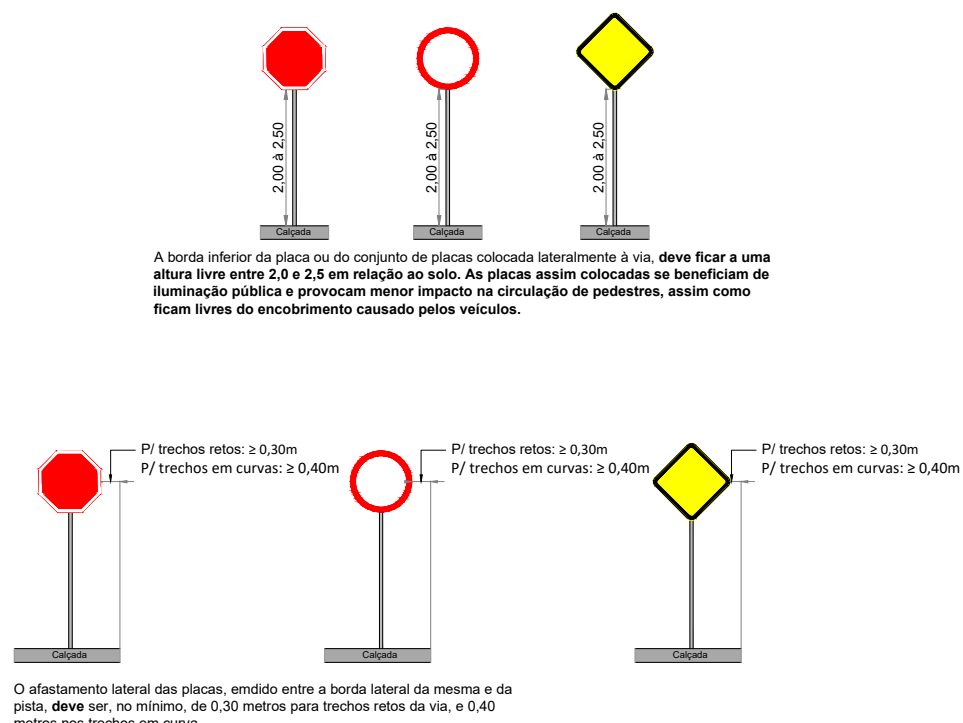 2,00 à 2,50
2,00 à 2,50
2,00 à 2,50
Calçada
Calçada
Calçada
A borda inferior da placa ou do conjunto de placas colocada lateralmente à via, deve ficar a uma
altura livre entre 2,0 e 2,5 em relação ao solo. As placas assim colocadas se beneficiam de
iluminação pública e provocam menor impacto na circulação de pedestres, assim como
ficam livres do encobrimento causado pelos veículos.
P/ trechos retos: ≥ 0,30m
P/ trechos em curvas: ≥ 0,40m
P/ trechos retos: ≥ 0,30m
P/ trechos em curvas: ≥ 0,40m
P/ trechos retos: ≥ 0,30m
P/ trechos em curvas: ≥ 0,40m
Calçada
Calçada
Calçada
O afastamento lateral das placas, emdido entre a borda lateral da mesma e da
pista, deve ser, no mínimo, de 0,30 metros para trechos retos da via, e 0,40
metros nos trechos em curva